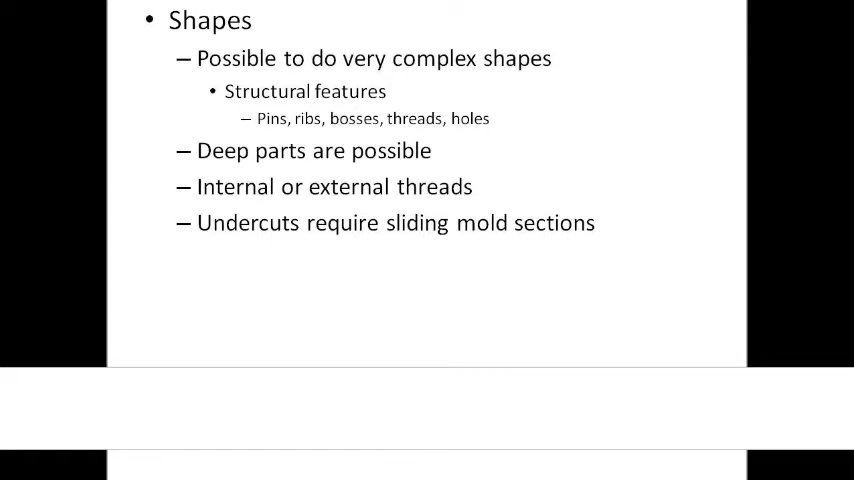 • Shapes
– Possible to do very complex shapes
• Structural features
– Pins, ribs, bosses, threads, holes
– Deep parts are possible
– Internal or external threads
– Undercuts require sliding mold sections